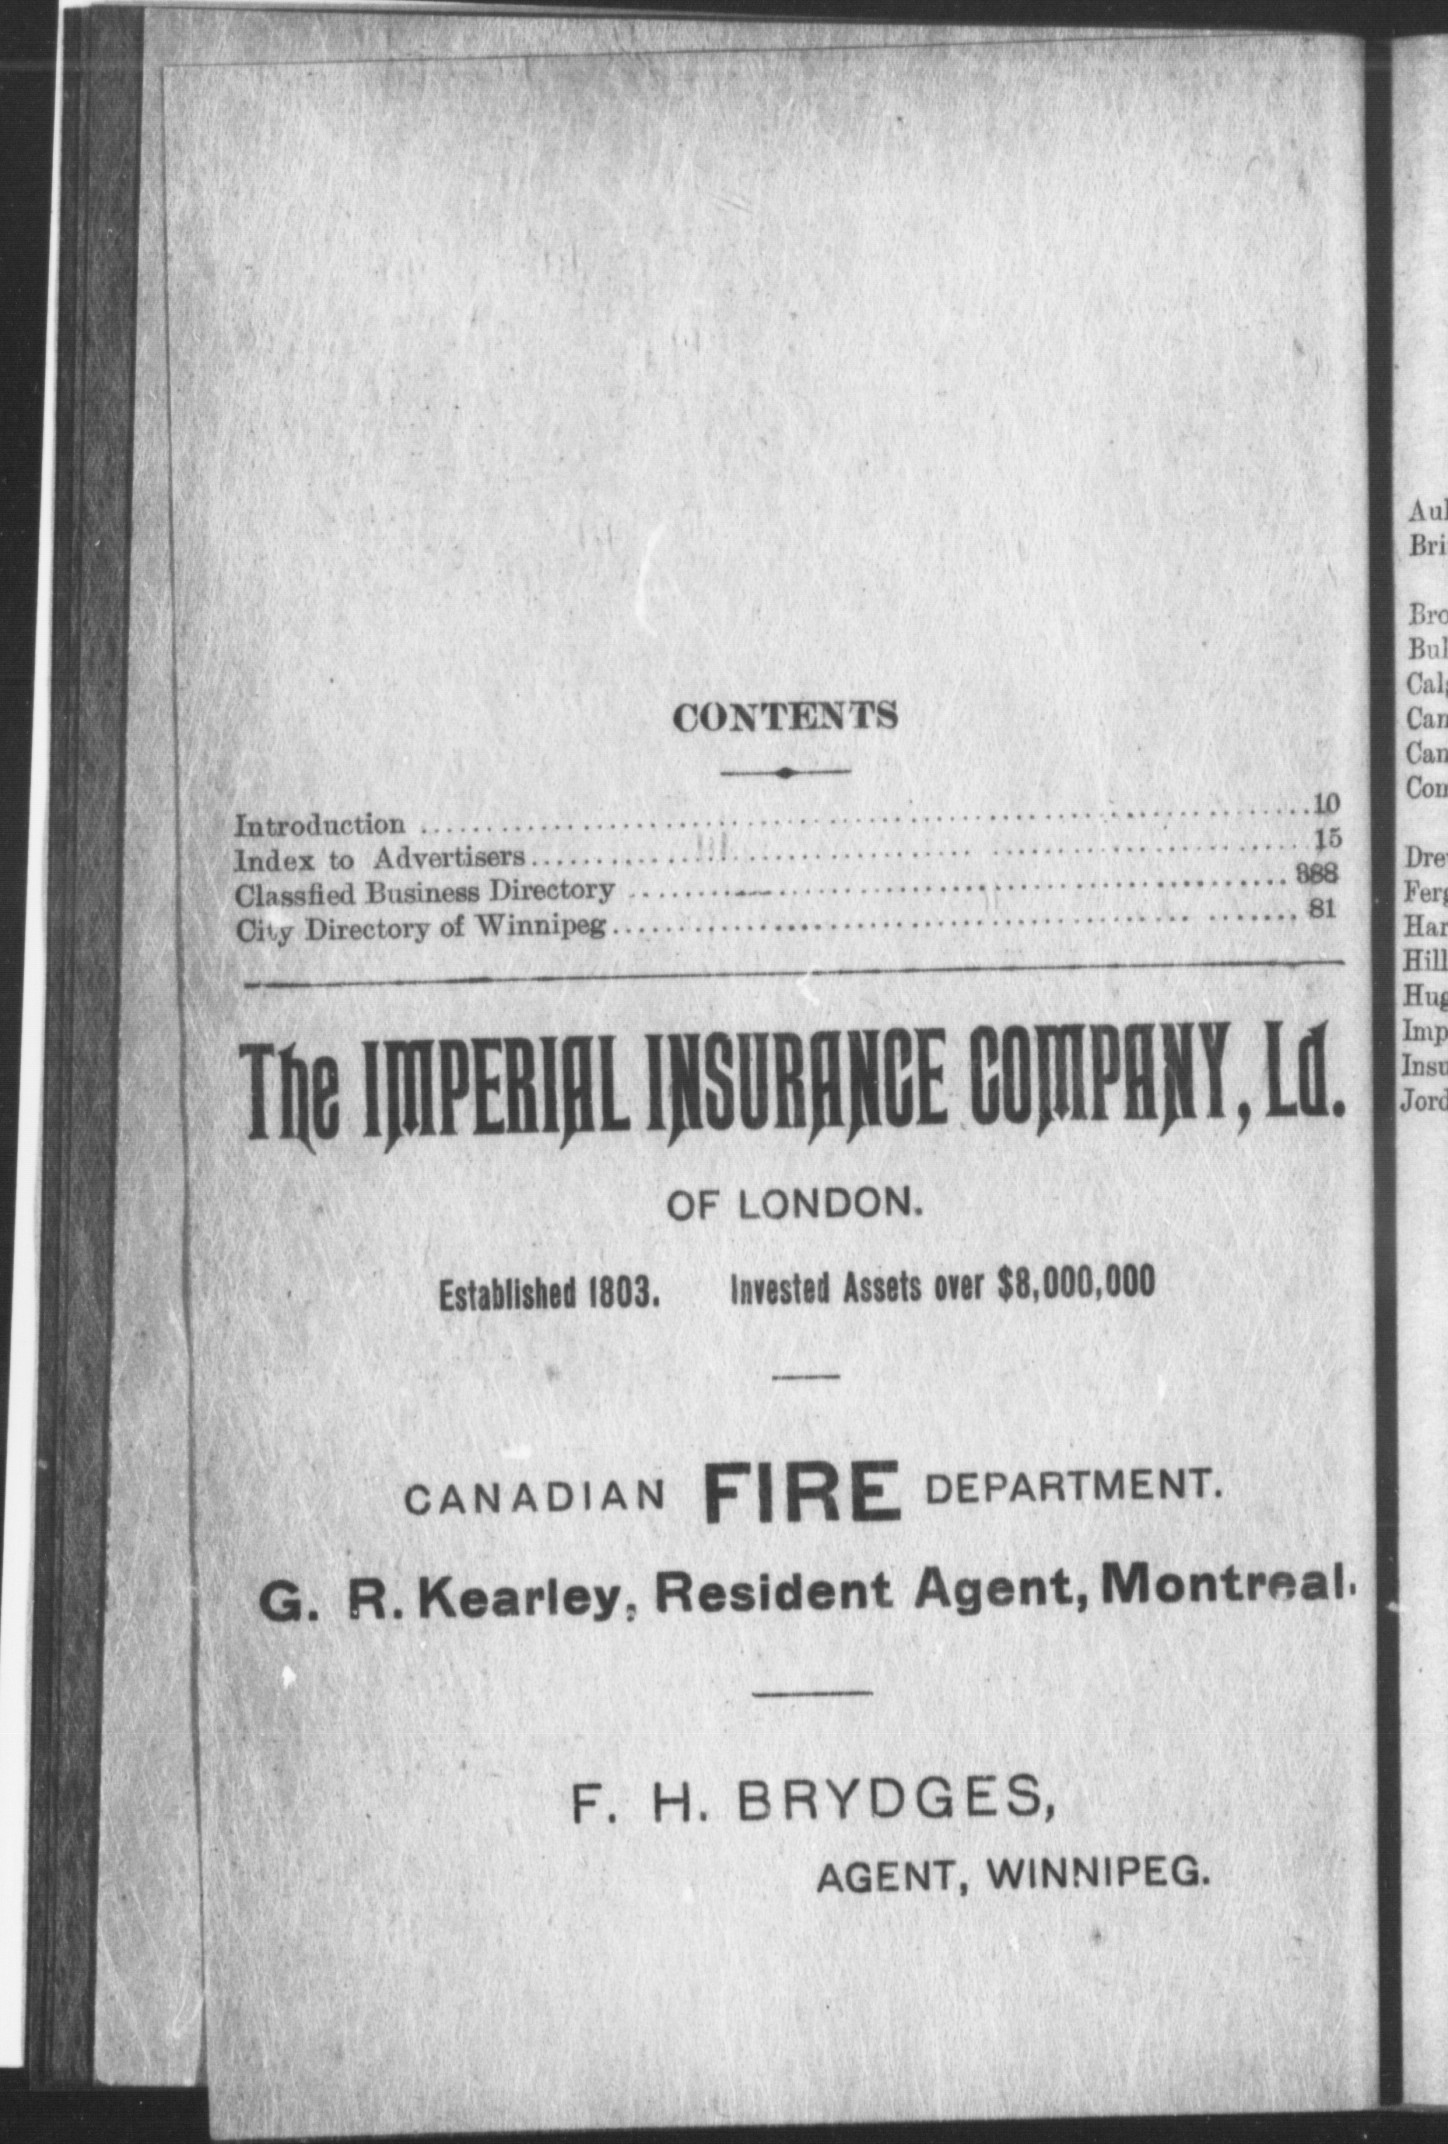 CONTENTS
Introduction ........ 10
Index to Advertisers ........ 15
Classfied Business Directory ........ 388
City Directory of Winnipeg ........ 81
The IMPERIAL INSURANCE COMPANY, Ld.
OF LONDON.
Established 1803. Invested Assets over $8,000,000
CANADIAN FIRE DEPARTMENT.
G. R. Kearley, Resident Agent, Montreal.
F. H. BRYDGES,
AGENT, WINNIPEG.